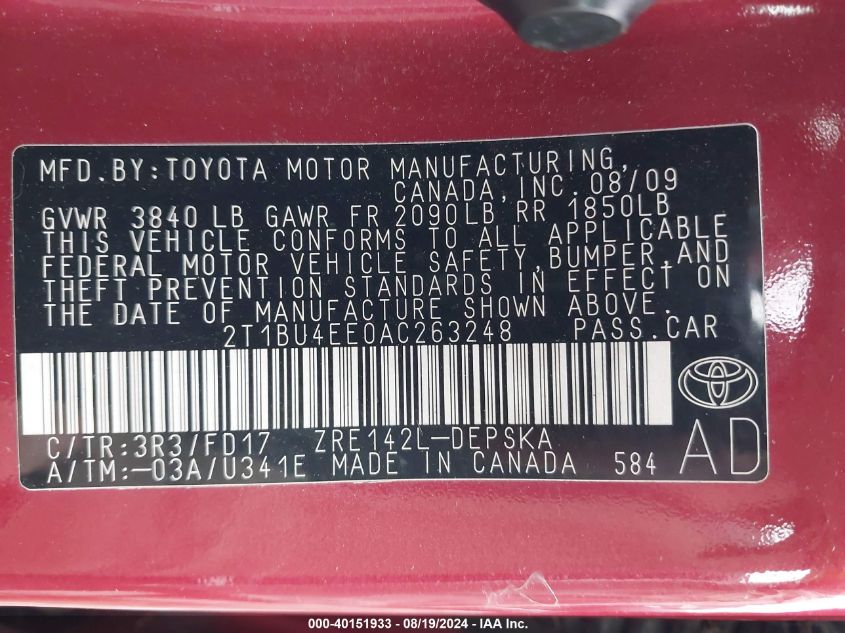 MFD.BY:TOYOTA MOTOR MANUFACTURING,
CANADA,INC.08/09
GVWR 3840 LB GAWR FR 2090LB RR 1850LB
THIS VEHICLE CONFORMS TO ALL APPLICABLE
FEDERAL MOTOR VEHICLE SAFETY,BUMPER,AND
THEFT PREVENTION STANDARDS IN EFFECT ON
THE DATE OF MANUFACTURE SHOWN ABOVE.
2T1BU4EE0AC263248 PASS.CAR
C/TR:3R3/FD17 ZRE142L-DEPSKA
A/TM:-03A/U341E MADE IN CANADA 584 AD
000-40151933 - 08/19/2024 - IAA Inc.